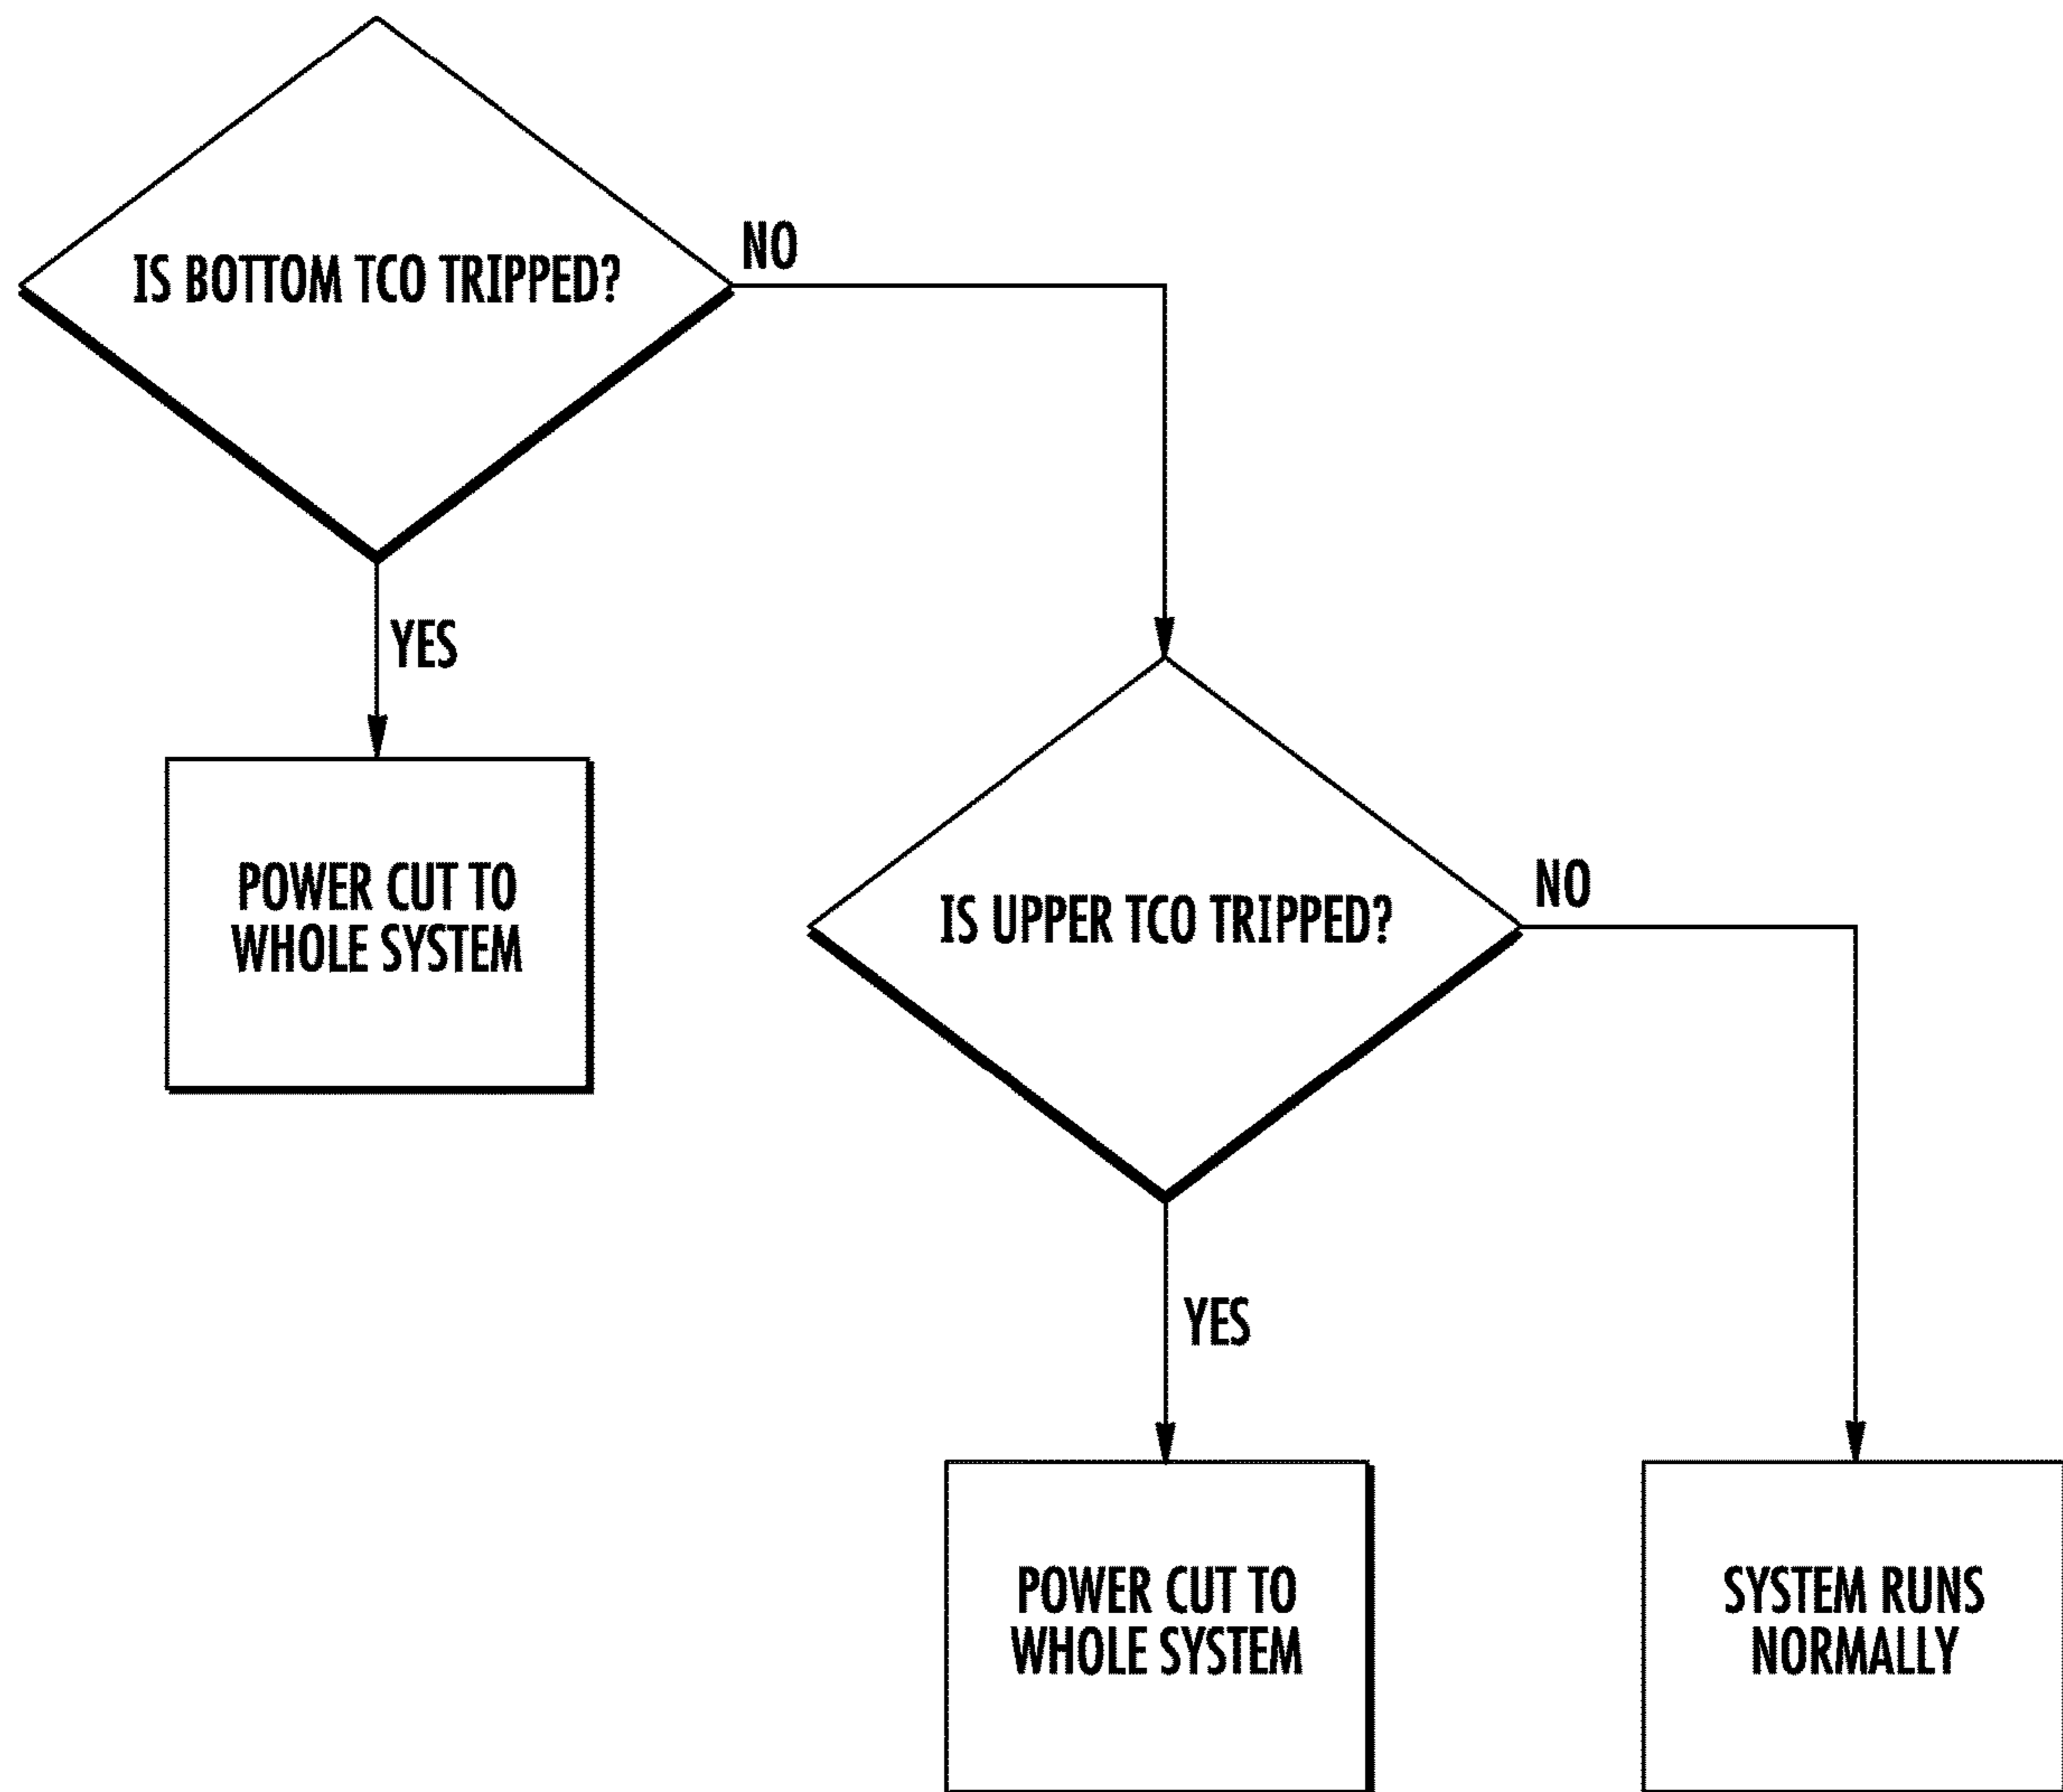 IS BOTTOM TCO TRIPPED?
NO
YES
POWER CUT TO
WHOLE SYSTEM
IS UPPER TCO TRIPPED?
NO
YES
POWER CUT TO
WHOLE SYSTEM
SYSTEM RUNS
NORMALLY